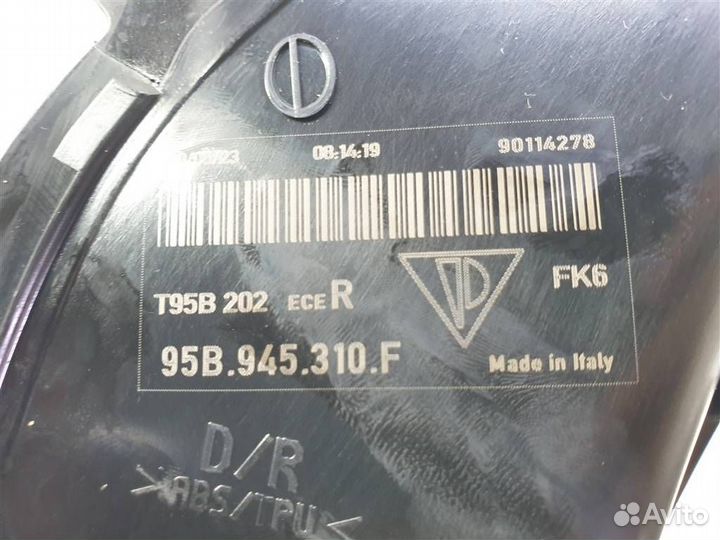 08:14:19
90114278
T95B 202 ECE R
FK6
95B.945.310.F
Made in Italy
D/R
>ABS/TPU<
Avito